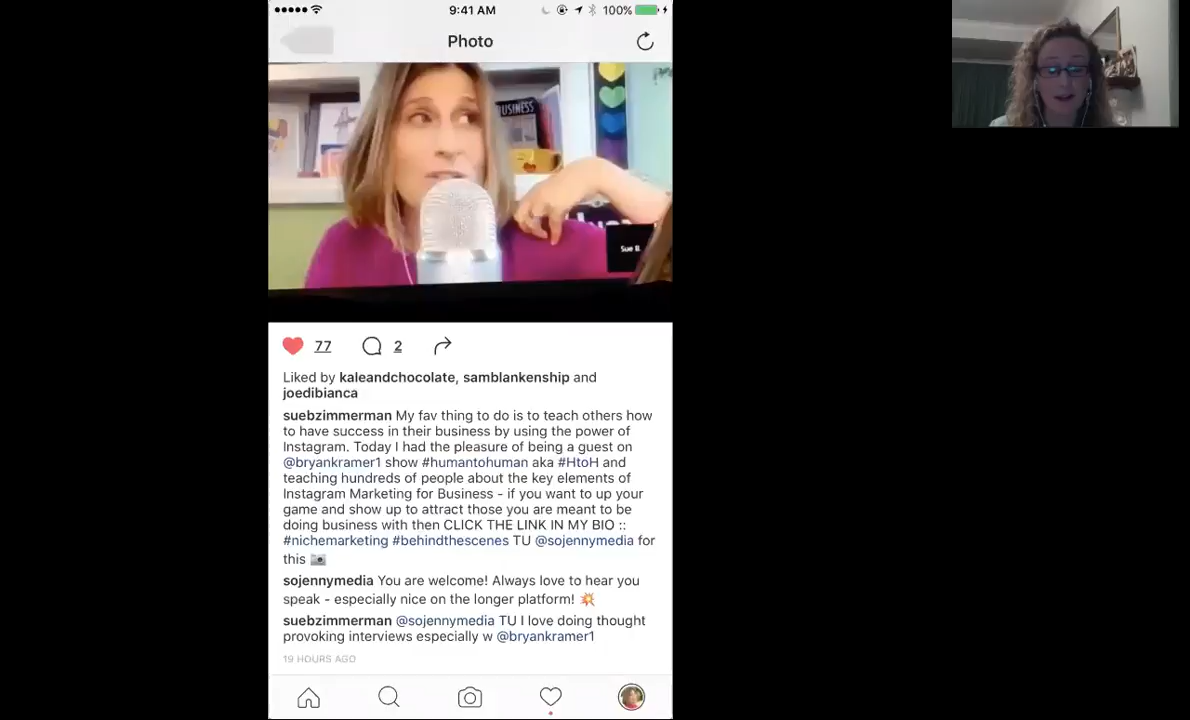 9:41 AM
100%
Photo
BUSINESS
Sue B.
77
2
Liked by kaleandchocolate, samblankenship and
joedibianca
suebzimmerman My fav thing to do is to teach others how
to have success in their business by using the power of
Instagram. Today I had the pleasure of being a guest on
@bryankramer1 show #humantohuman aka #HtoH and
teaching hundreds of people about the key elements of
Instagram Marketing for Business - if you want to up your
game and show up to attract those you are meant to be
doing business with then CLICK THE LINK IN MY BIO ::
#nichemarketing #behindthescenes TU @sojennymedia for
this 📷
sojennymedia You are welcome! Always love to hear you
speak - especially nice on the longer platform! 💥
suebzimmerman @sojennymedia TU I love doing thought
provoking interviews especially w @bryankramer1
19 HOURS AGO